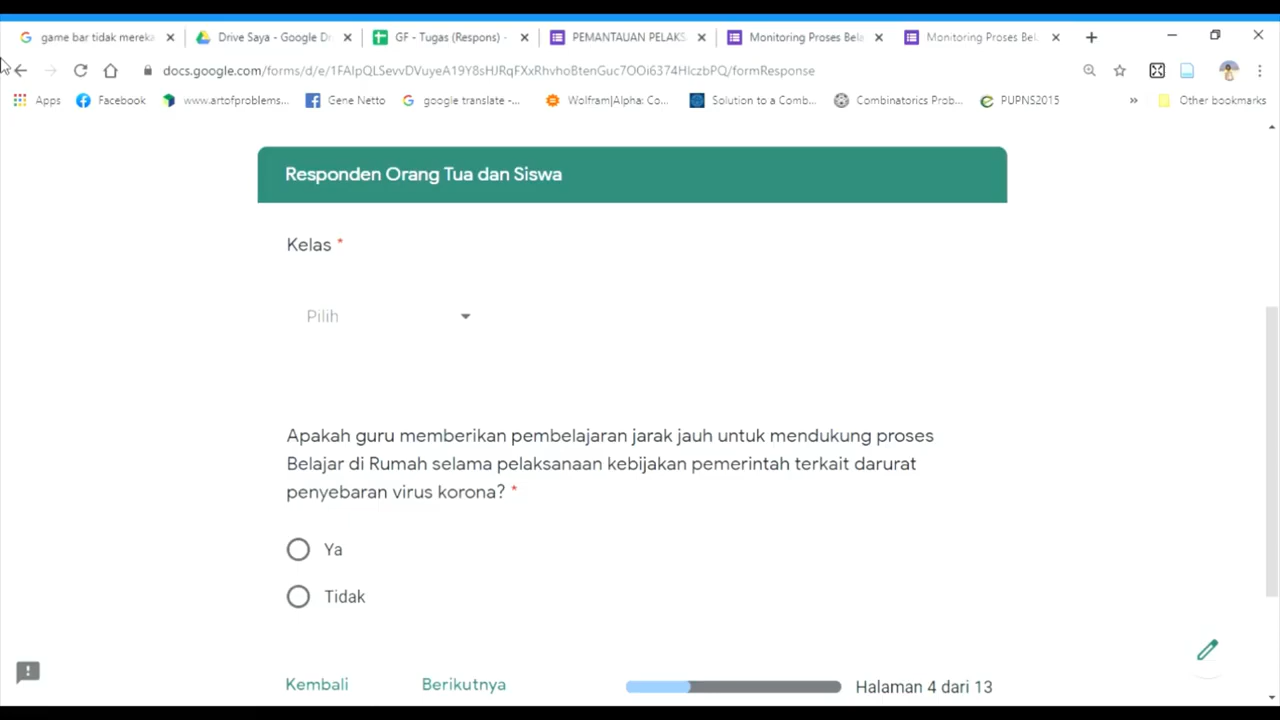 game bar tidak mereka
Drive Saya - Google Dr
GF - Tugas (Respons) -
PEMANTAUAN PELAKS
Monitoring Proses Bela
Monitoring Proses Bel
docs.google.com/forms/d/e/1FAIpQLSevvDVuyeA19Y8sHJRqFXxRhvhoBtenGuc7OOi6374HlczbPQ/formResponse
Apps
Facebook
www.artofproblems...
Gene Netto
google translate -...
Wolfram|Alpha: Co...
Solution to a Comb...
Combinatorics Prob...
PUPNS2015
»
Other bookmarks
Responden Orang Tua dan Siswa
Kelas *
Pilih
Apakah guru memberikan pembelajaran jarak jauh untuk mendukung proses
Belajar di Rumah selama pelaksanaan kebijakan pemerintah terkait darurat
penyebaran virus korona? *
Ya
Tidak
Kembali
Berikutnya
Halaman 4 dari 13